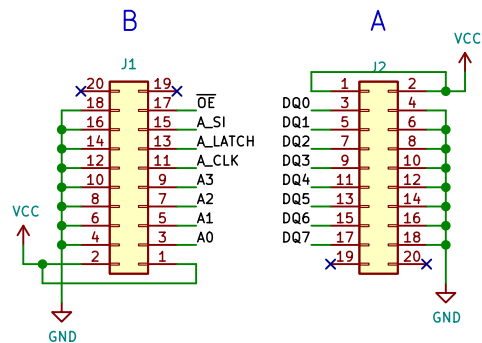 B
A
J1
20 19
18 17 OE
16 15 A_SI
14 13 A_LATCH
12 11 A_CLK
10 9 A3
8 7 A2
6 5 A1
4 3 A0
2 1
VCC
GND
VCC
J2
1 2
DQ0 3 4
DQ1 5 6
DQ2 7 8
DQ3 9 10
DQ4 11 12
DQ5 13 14
DQ6 15 16
DQ7 17 18
19 20
GND